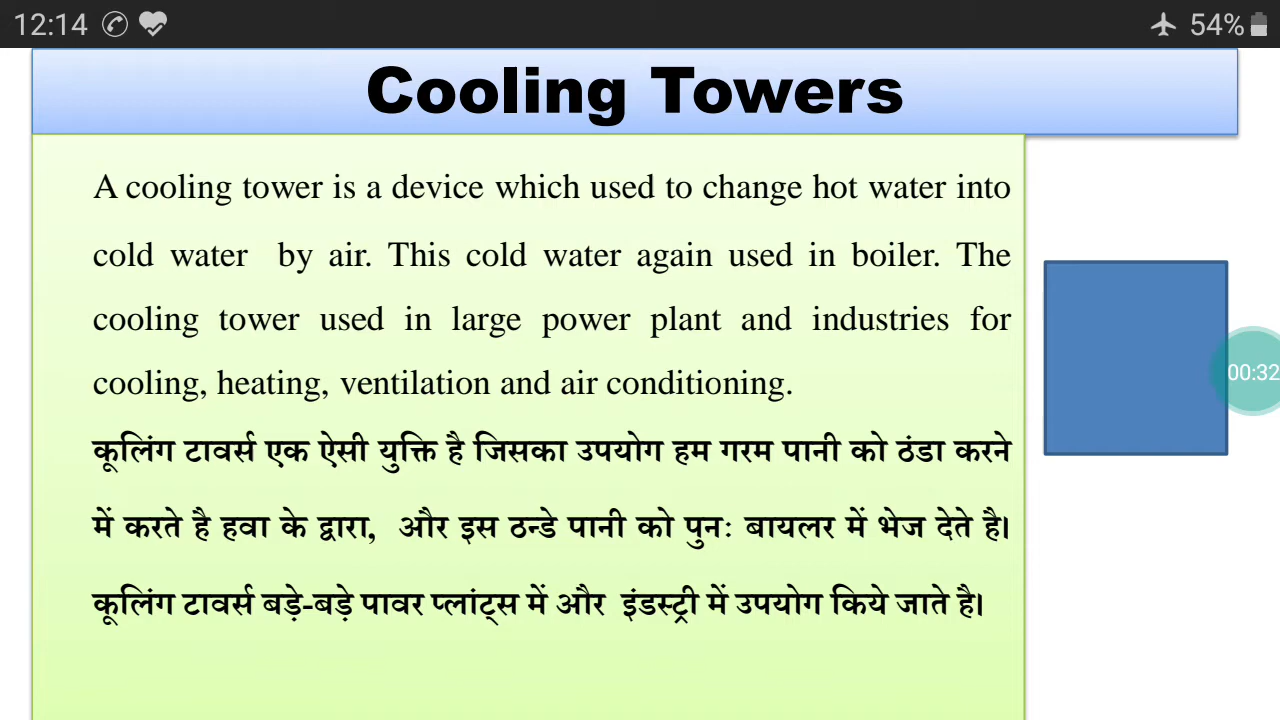 12:14 54%
Cooling Towers
A cooling tower is a device which used to change hot water into
cold water by air. This cold water again used in boiler. The
cooling tower used in large power plant and industries for
cooling, heating, ventilation and air conditioning.
कूलिंग टावर्स एक ऐसी युक्ति है जिसका उपयोग हम गरम पानी को ठंडा करने
में करते है हवा के द्वारा, और इस ठन्डे पानी को पुनः बायलर में भेज देते है।
कूलिंग टावर्स बड़े-बड़े पावर प्लांट्स में और इंडस्ट्री में उपयोग किये जाते है।
00:32